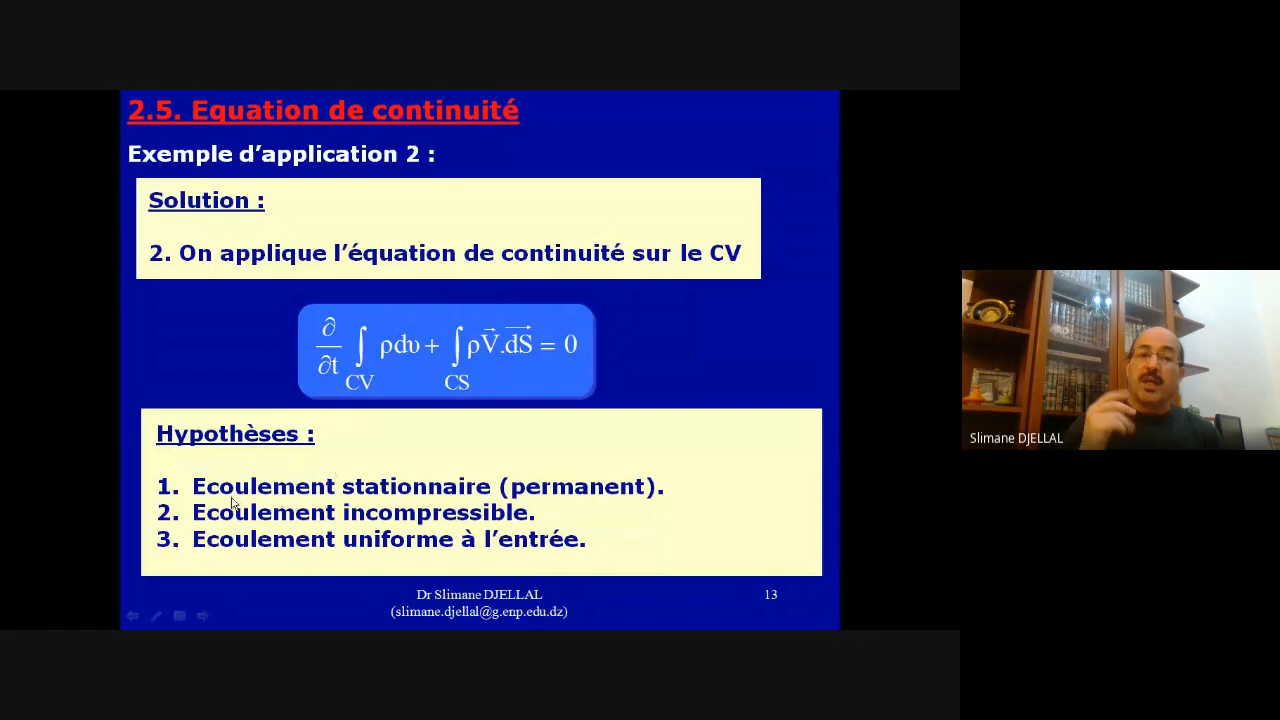 2.5. Equation de continuité
Exemple d’application 2 :
Solution :
2. On applique l’équation de continuité sur le CV
∂/∂t ∫CV ρdυ + ∫CS ρV⃗.dS⃗ = 0
Hypothèses :
1. Ecoulement stationnaire (permanent).
2. Ecoulement incompressible.
3. Ecoulement uniforme à l’entrée.
Dr Slimane DJELLAL
(slimane.djellal@g.enp.edu.dz)
13
Slimane DJELLAL